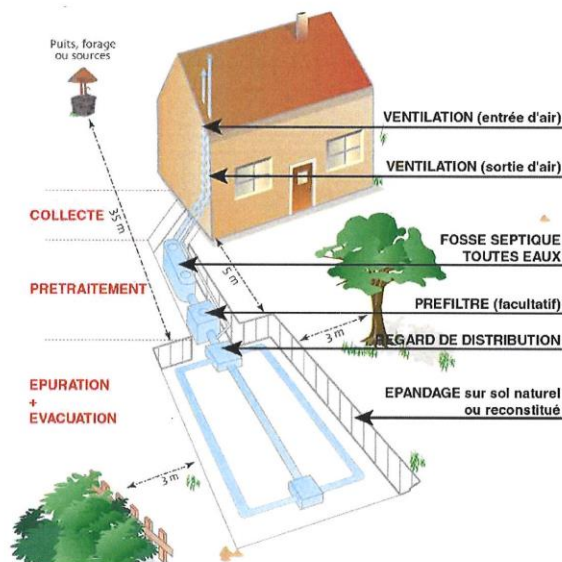 Puits, forage
ou sources
VENTILATION (entrée d'air)
VENTILATION (sortie d'air)
35 m
COLLECTE
5 m
FOSSE SEPTIQUE
TOUTES EAUX
PRETRAITEMENT
PREFILTRE (facultatif)
3 m
REGARD DE DISTRIBUTION
EPURATION
+
EVACUATION
EPANDAGE sur sol naturel
ou reconstitué
3 m